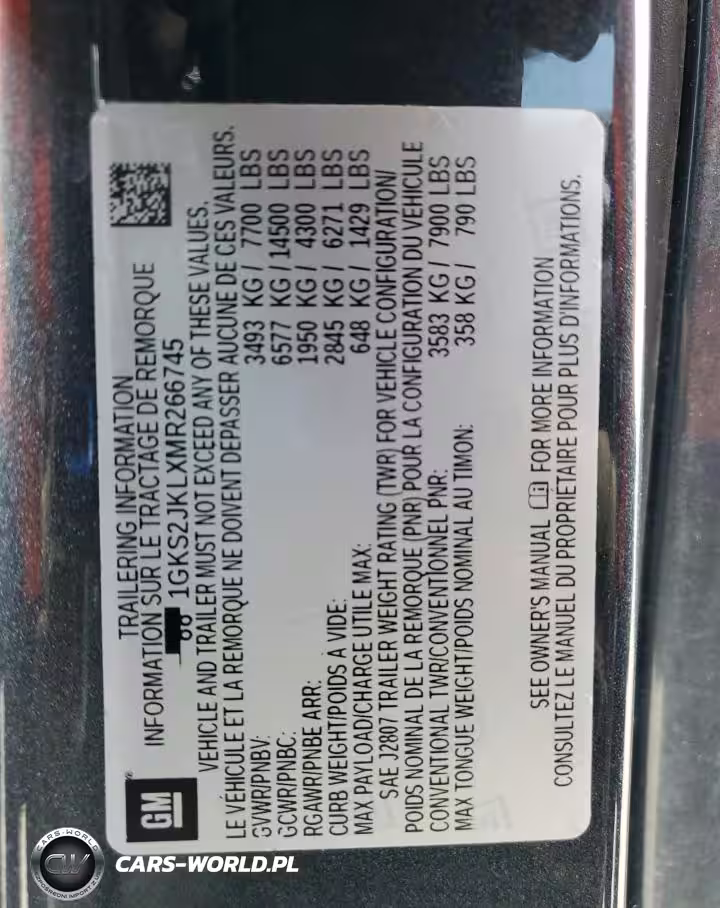 GM
TRAILERING INFORMATION
INFORMATION SUR LE TRACTAGE DE REMORQUE
1GKS2JKLXMR266745
VEHICLE AND TRAILER MUST NOT EXCEED ANY OF THESE VALUES.
LE VÉHICULE ET LA REMORQUE NE DOIVENT DEPASSER AUCUNE DE CES VALEURS.
GVWR/PNBV: 3493 KG / 7700 LBS
GCWR/PNBC: 6577 KG / 14500 LBS
RGAWR/PNBE ARR: 1950 KG / 4300 LBS
CURB WEIGHT/POIDS À VIDE: 2845 KG / 6271 LBS
MAX PAYLOAD/CHARGE UTILE MAX: 648 KG / 1429 LBS
SAE J2807 TRAILER WEIGHT RATING (TWR) FOR VEHICLE CONFIGURATION/
POIDS NOMINAL DE LA REMORQUE (PNR) POUR LA CONFIGURATION DU VÉHICULE
CONVENTIONAL TWR/CONVENTIONNEL PNR: 3583 KG / 7900 LBS
MAX TONGUE WEIGHT/POIDS NOMINAL AU TIMON: 358 KG / 790 LBS
SEE OWNER'S MANUAL FOR MORE INFORMATION
CONSULTEZ LE MANUEL DU PROPRIÉTAIRE POUR PLUS D'INFORMATIONS.
CARS-WORLD
CW
CARS-WORLD.PL